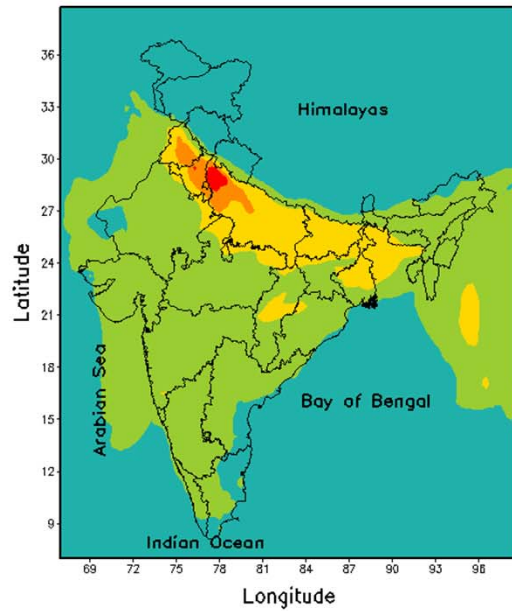 36
33
30
27
24
21
18
15
12
9
Latitude
Himalayas
Arabian Sea
Bay of Bengal
Indian Ocean
69 72 75 78 81 84 87 90 93 96
Longitude